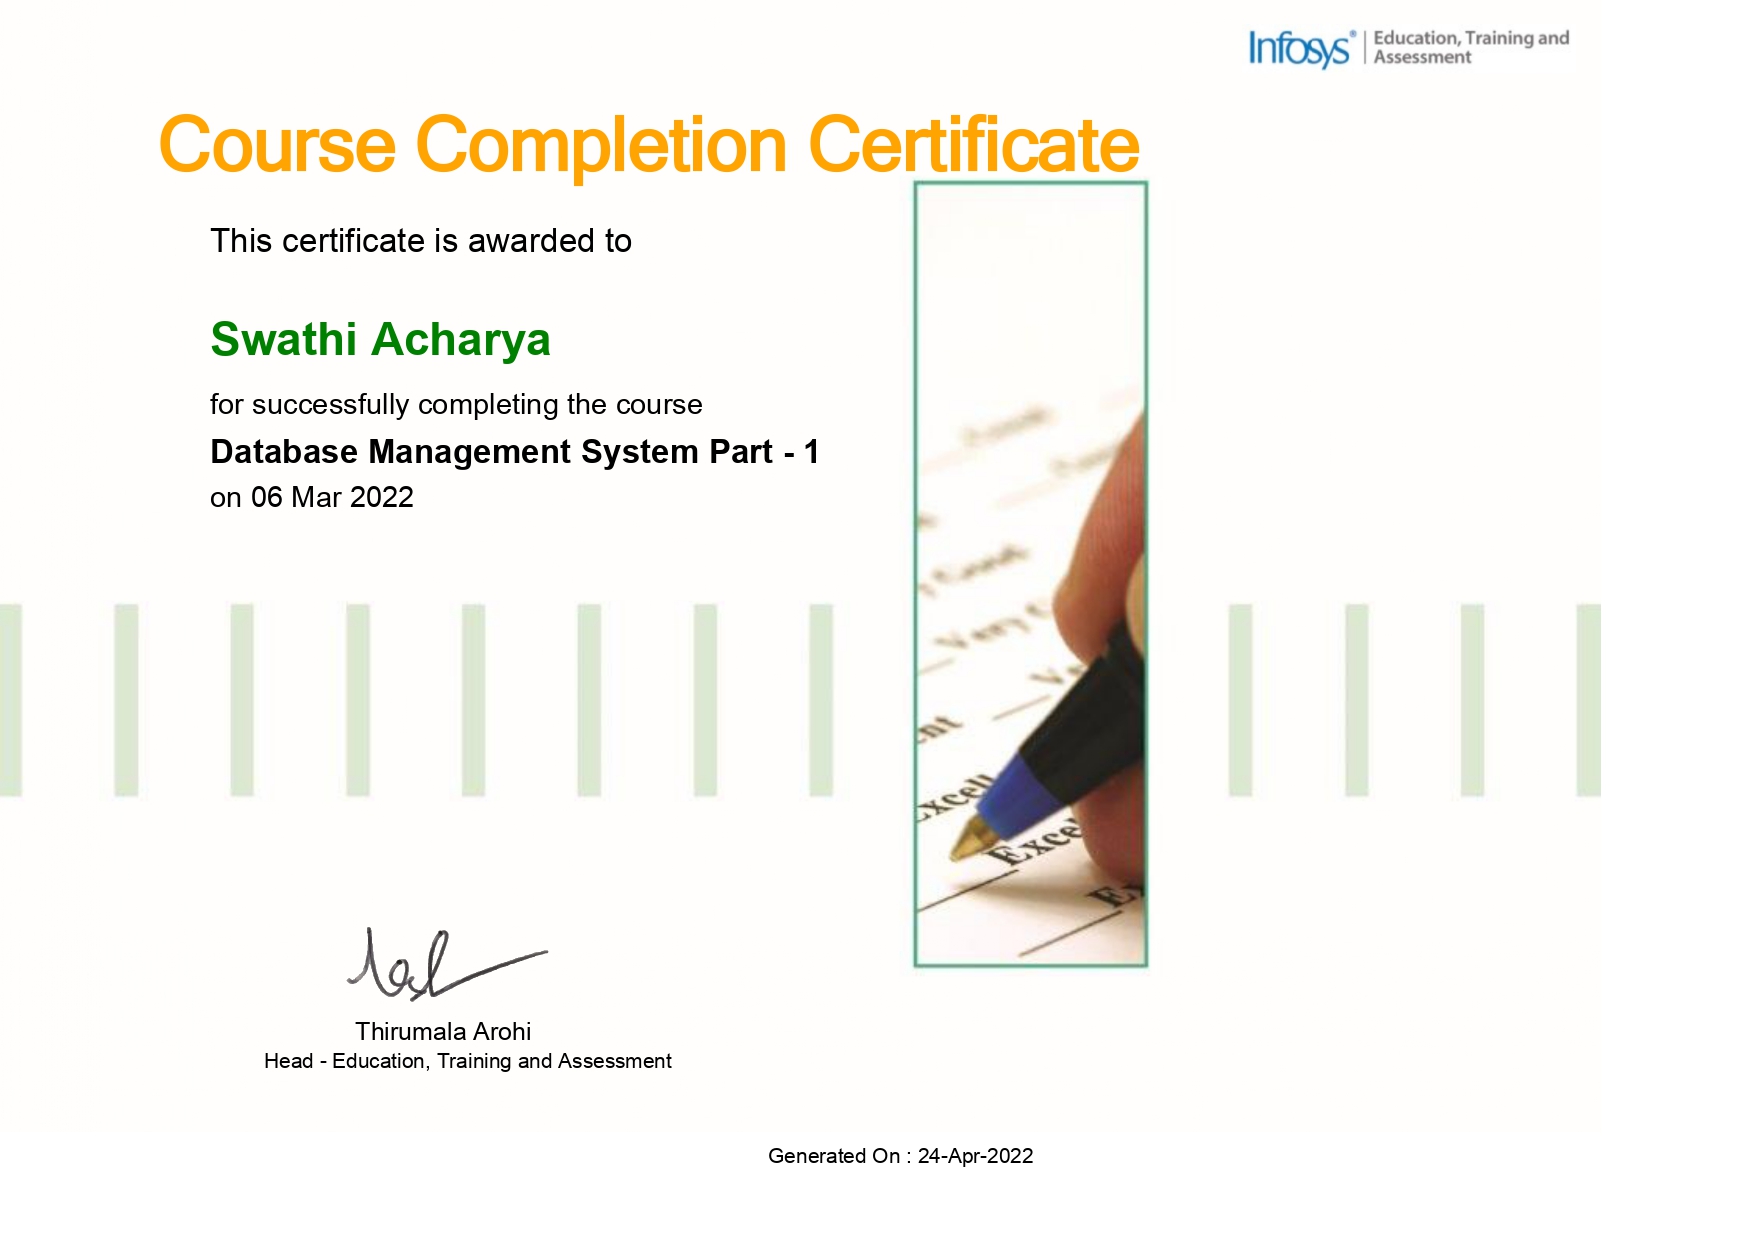 Infosys® | Education, Training and
Assessment
Course Completion Certificate
This certificate is awarded to
Swathi Acharya
for successfully completing the course
Database Management System Part - 1
on 06 Mar 2022
Very
Thirumala Arohi
Head - Education, Training and Assessment
Generated On : 24-Apr-2022